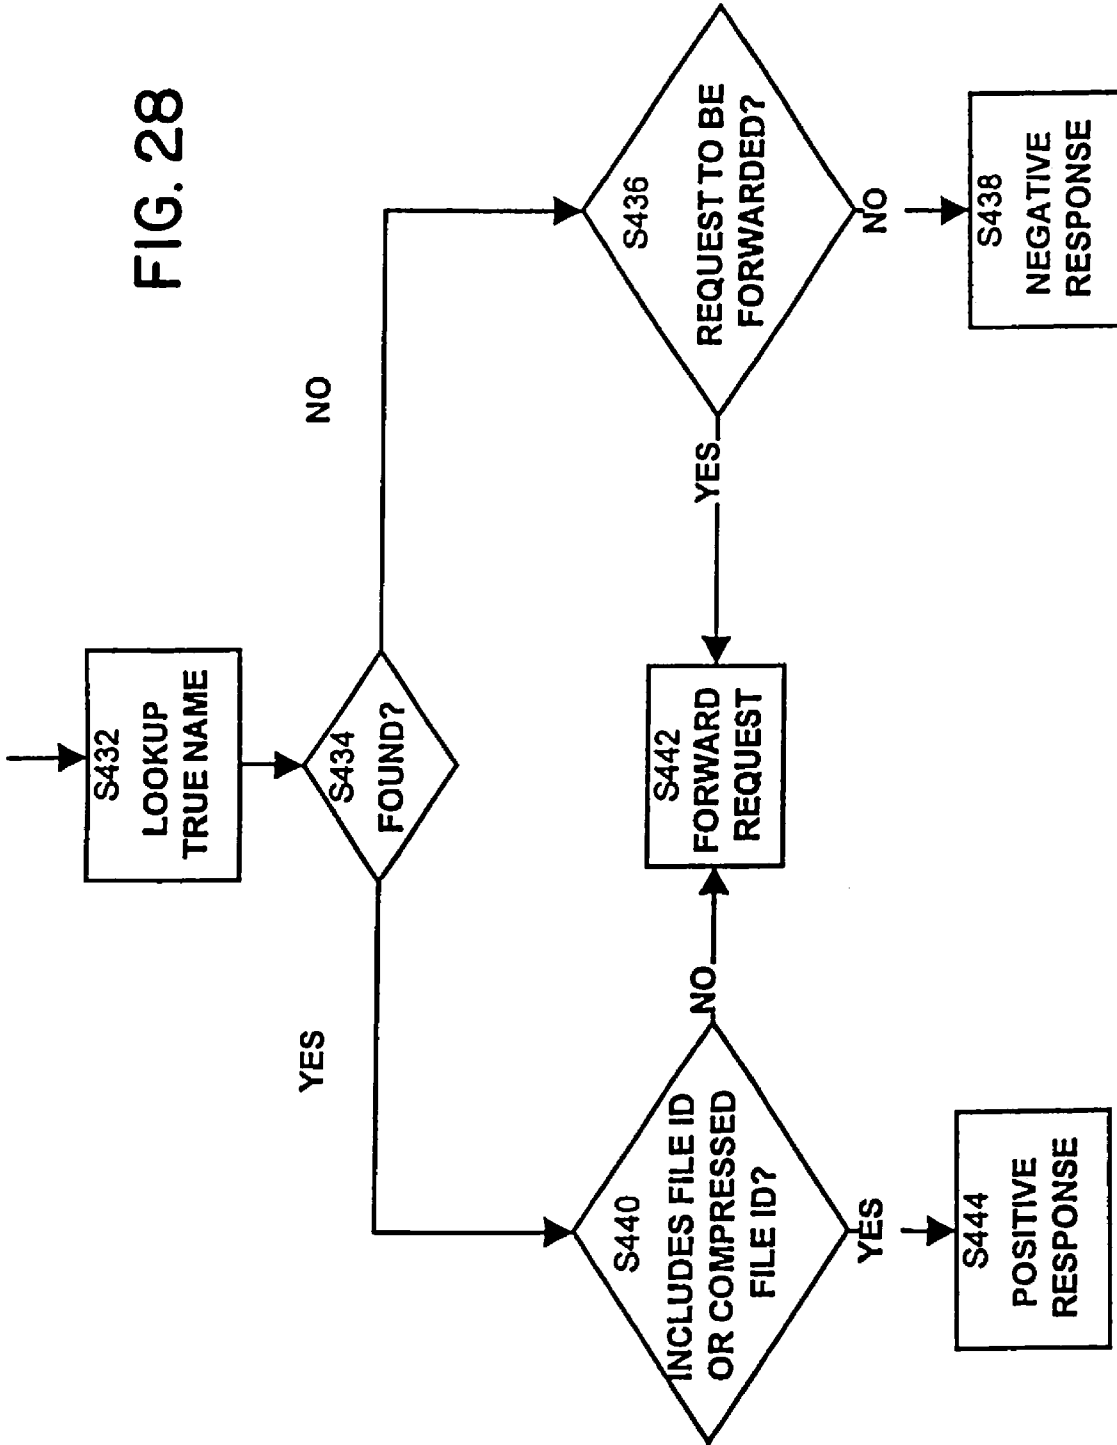 FIG. 28
S432
LOOKUP
TRUE NAME
S434
FOUND?
YES
NO
S440
INCLUDES FILE ID
OR COMPRESSED
FILE ID?
NO
YES
S442
FORWARD
REQUEST
S436
REQUEST TO BE
FORWARDED?
YES
NO
S444
POSITIVE
RESPONSE
S438
NEGATIVE
RESPONSE